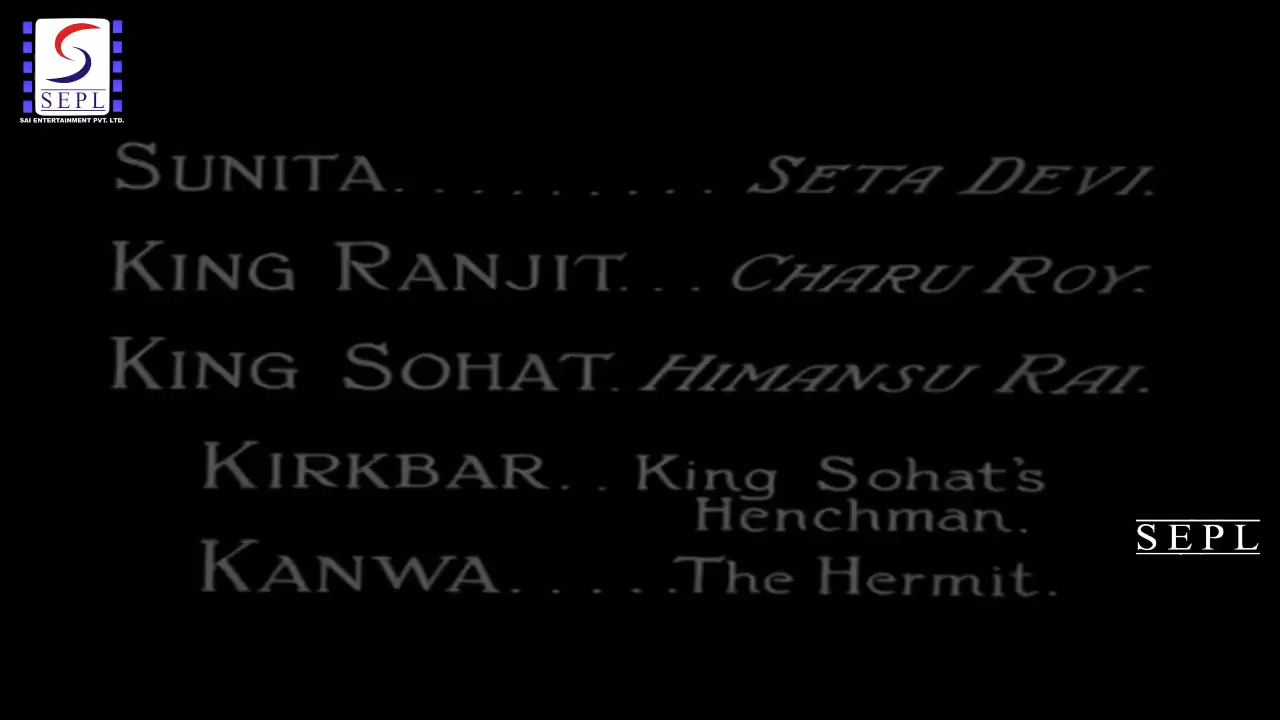 SEPL
SAI ENTERTAINMENT PVT. LTD.
SUNITA.......... SETA DEVI.
KING RANJIT... CHARU ROY.
KING SOHAT. HIMANSU RAI.
KIRKBAR.. King Sohat's
Henchman.
SEPL
KANWA.....The Hermit.